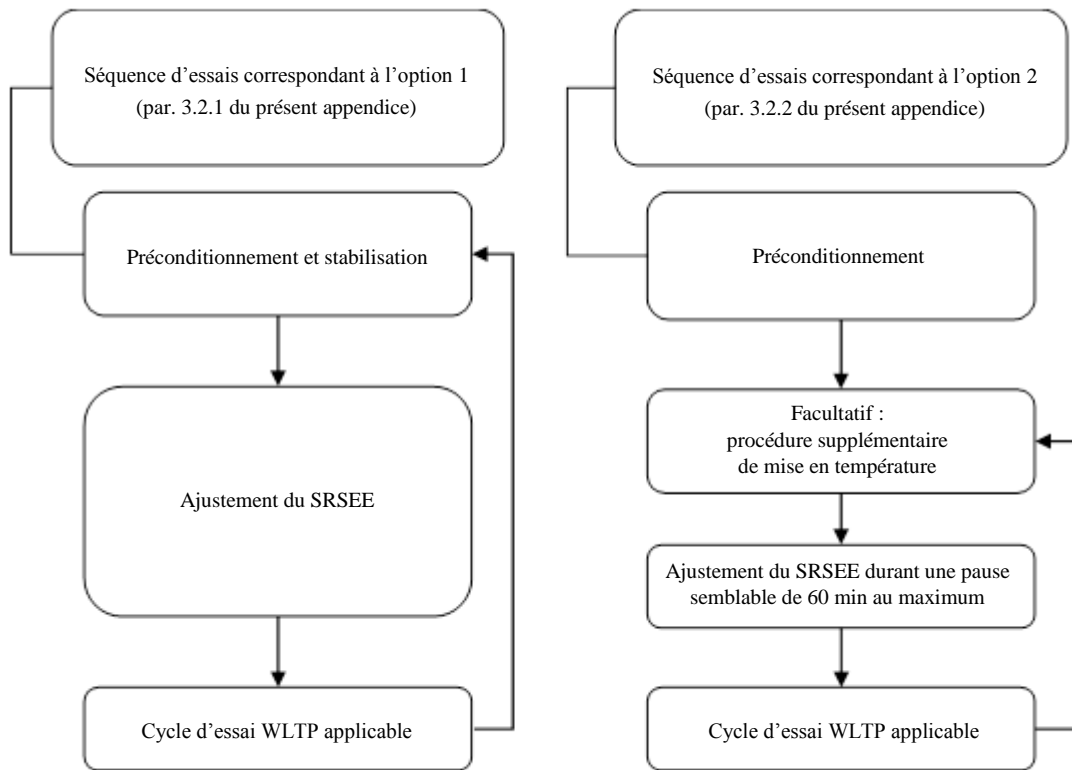 Séquence d'essais correspondant à l'option 1
(par. 3.2.1 du présent appendice)
Préconditionnement et stabilisation
Ajustement du SRSEE
Cycle d'essai WLTP applicable
Séquence d'essais correspondant à l'option 2
(par. 3.2.2 du présent appendice)
Préconditionnement
Facultatif :
procédure supplémentaire
de mise en température
Ajustement du SRSEE durant une pause
semblable de 60 min au maximum
Cycle d'essai WLTP applicable